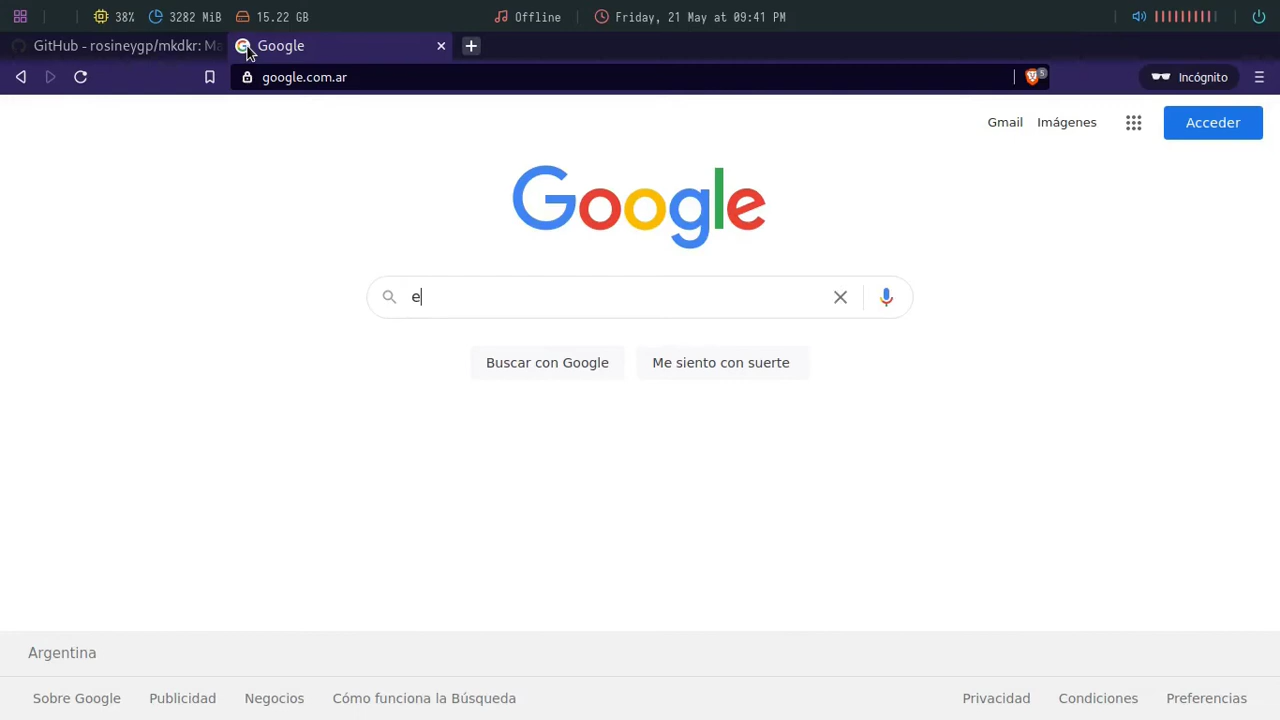 38% 3282 MiB 15.22 GB Offline Friday, 21 May at 09:41 PM
GitHub - rosineygp/mkdkr: Ma Google
google.com.ar 5 Incógnito
Gmail Imágenes Acceder
Google
e
Buscar con Google Me siento con suerte
Argentina
Sobre Google Publicidad Negocios Cómo funciona la Búsqueda Privacidad Condiciones Preferencias